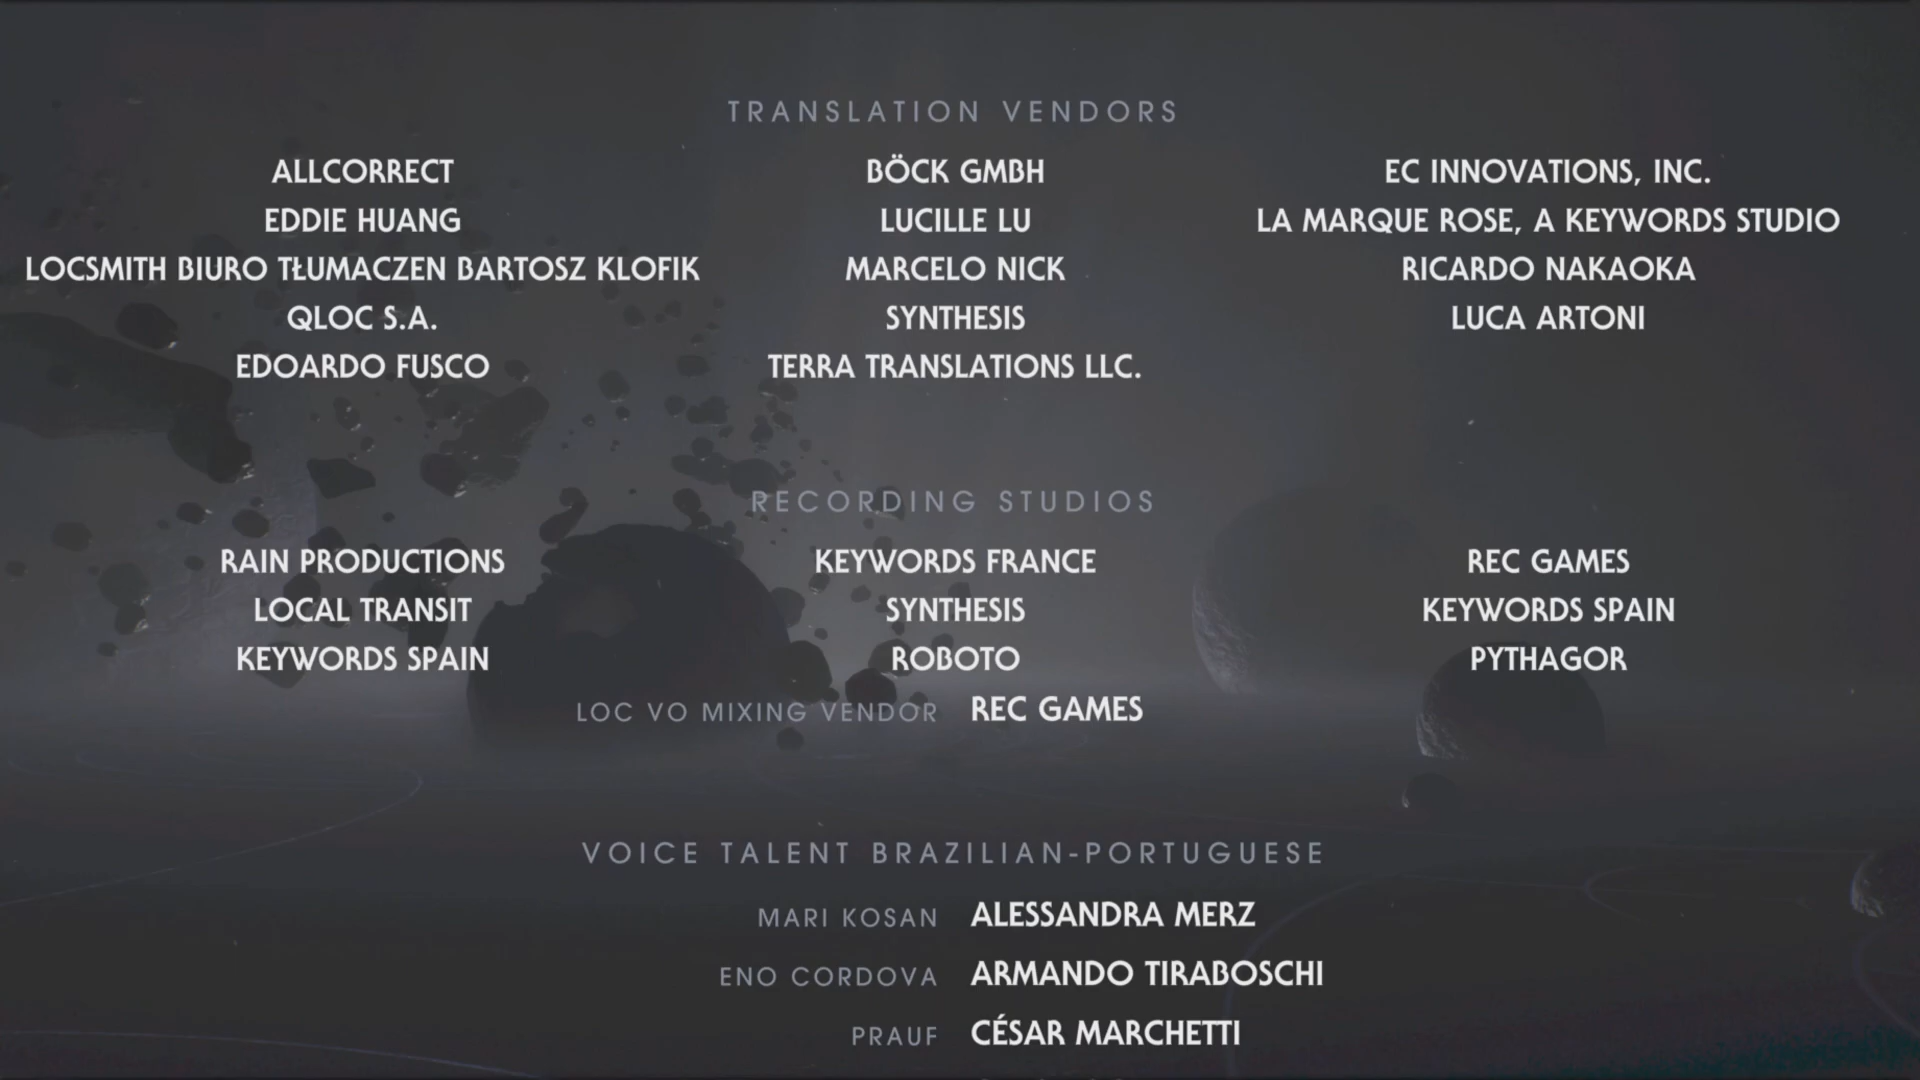 TRANSLATION VENDORS
ALLCORRECT BÖCK GMBH EC INNOVATIONS, INC.
EDDIE HUANG LUCILLE LU LA MARQUE ROSE, A KEYWORDS STUDIO
LOCSMITH BIURO TŁUMACZEN BARTOSZ KLOFIK MARCELO NICK RICARDO NAKAOKA
QLOC S.A. SYNTHESIS LUCA ARTONI
EDOARDO FUSCO TERRA TRANSLATIONS LLC.
RECORDING STUDIOS
RAIN PRODUCTIONS KEYWORDS FRANCE REC GAMES
LOCAL TRANSIT SYNTHESIS KEYWORDS SPAIN
KEYWORDS SPAIN ROBOTO PYTHAGOR
LOC VO MIXING VENDOR REC GAMES
VOICE TALENT BRAZILIAN-PORTUGUESE
MARI KOSAN ALESSANDRA MERZ
ENO CORDOVA ARMANDO TIRABOSCHI
PRAUF CÉSAR MARCHETTI